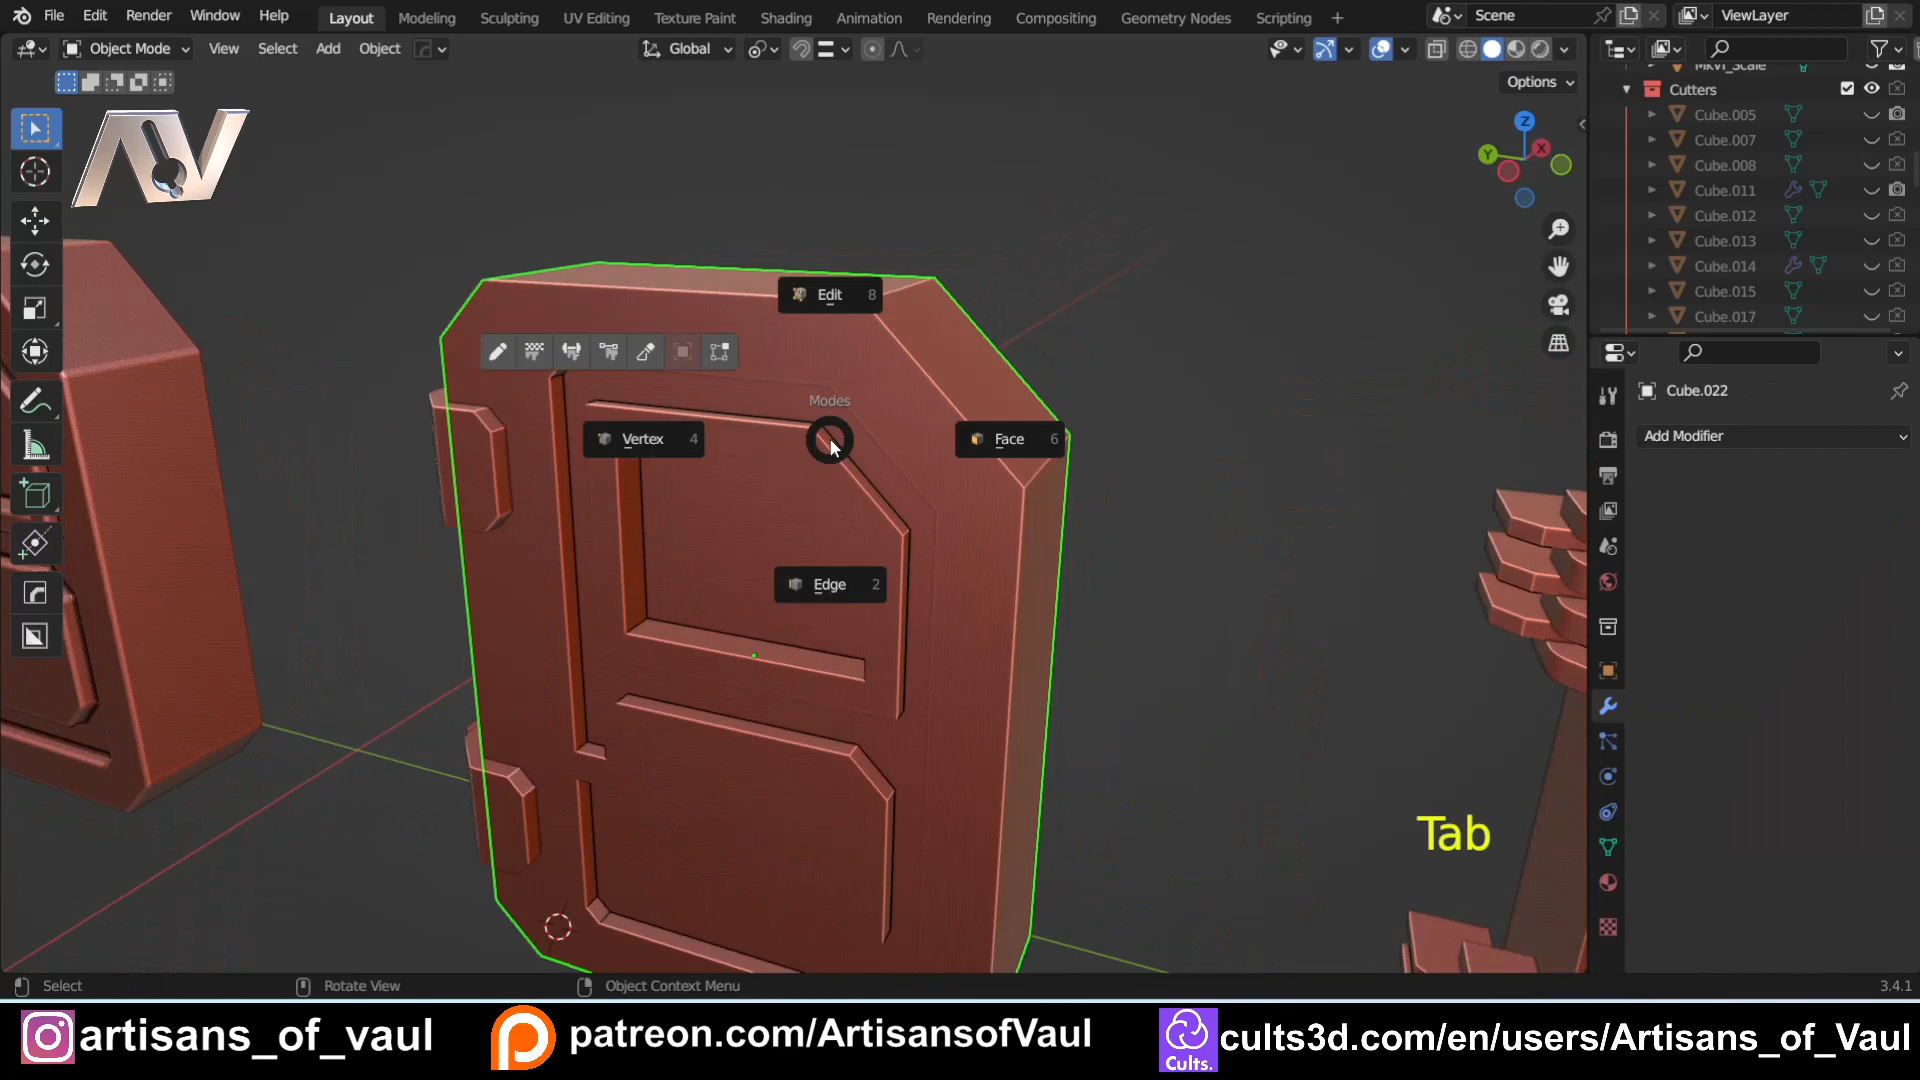 File Edit Render Window Help Layout Modeling Sculpting UV Editing Texture Paint Shading Animation Rendering Compositing Geometry Nodes Scripting + Scene ViewLayer
Object Mode View Select Add Object Global
MkVI_Scale
Options
Cutters
Cube.005
Cube.007
Cube.008
Cube.011
Cube.012
Cube.013
Cube.014
Cube.015
Cube.017
Z
Y
X
Edit 8
Modes
Vertex 4
Face 6
Edge 2
Cube.022
Add Modifier
Tab
Select Rotate View Object Context Menu 3.4.1
artisans_of_vaul patreon.com/ArtisansofVaul cults3d.com/en/users/Artisans_of_Vaul
Cults.